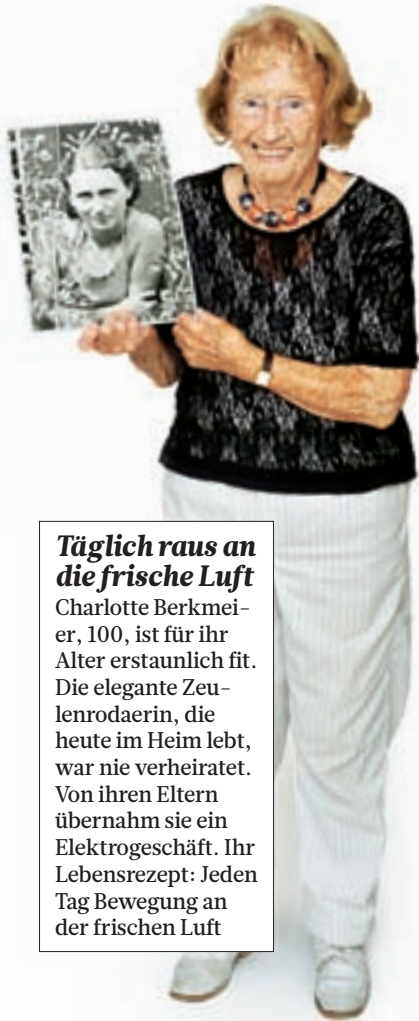 Täglich raus an
die frische Luft
Charlotte Berkmei-
er, 100, ist für ihr
Alter erstaunlich fit.
Die elegante Zeu-
lenrodaerin, die
heute im Heim lebt,
war nie verheiratet.
Von ihren Eltern
übernahm sie ein
Elektrogeschäft. Ihr
Lebensrezept: Jeden
Tag Bewegung an
der frischen Luft